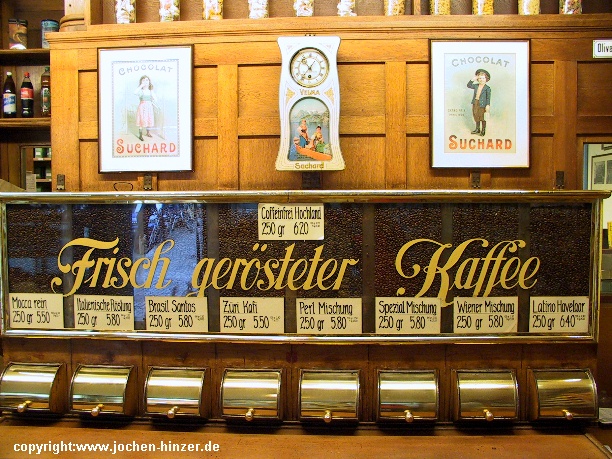 CHOCOLAT
SUCHARD
VELMA
Suchard
CHOCOLAT
SUCHARD
Olive
Coffeinfrei Hochland
250 gr 6.20
Frisch gerösteter Kaffee
Mocca rein
250 gr 5.50
Italienische Röstung
250 gr 5.80
Brasil Santos
250 gr 5.80
Zum Kafi
250 gr 5.50
Perl Mischung
250 gr 5.80
Spezial Mischung
250 gr 5.80
Wiener Mischung
250 gr 5.80
Latino Havelaar
250 gr 6.40
copyright:www.jochen-hinzer.de